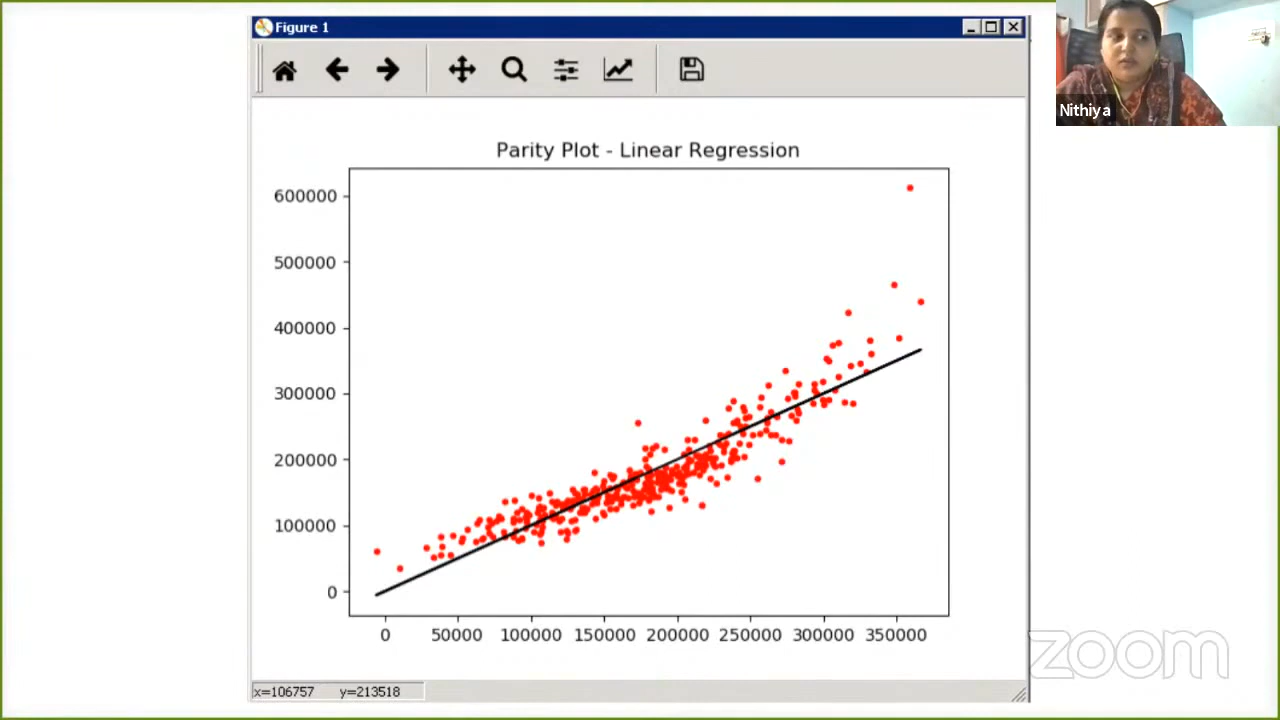 Figure 1
Nithiya
Parity Plot - Linear Regression
600000
500000
400000
300000
200000
100000
0
0 50000 100000 150000 200000 250000 300000 350000
zoom
x=106757 y=213518